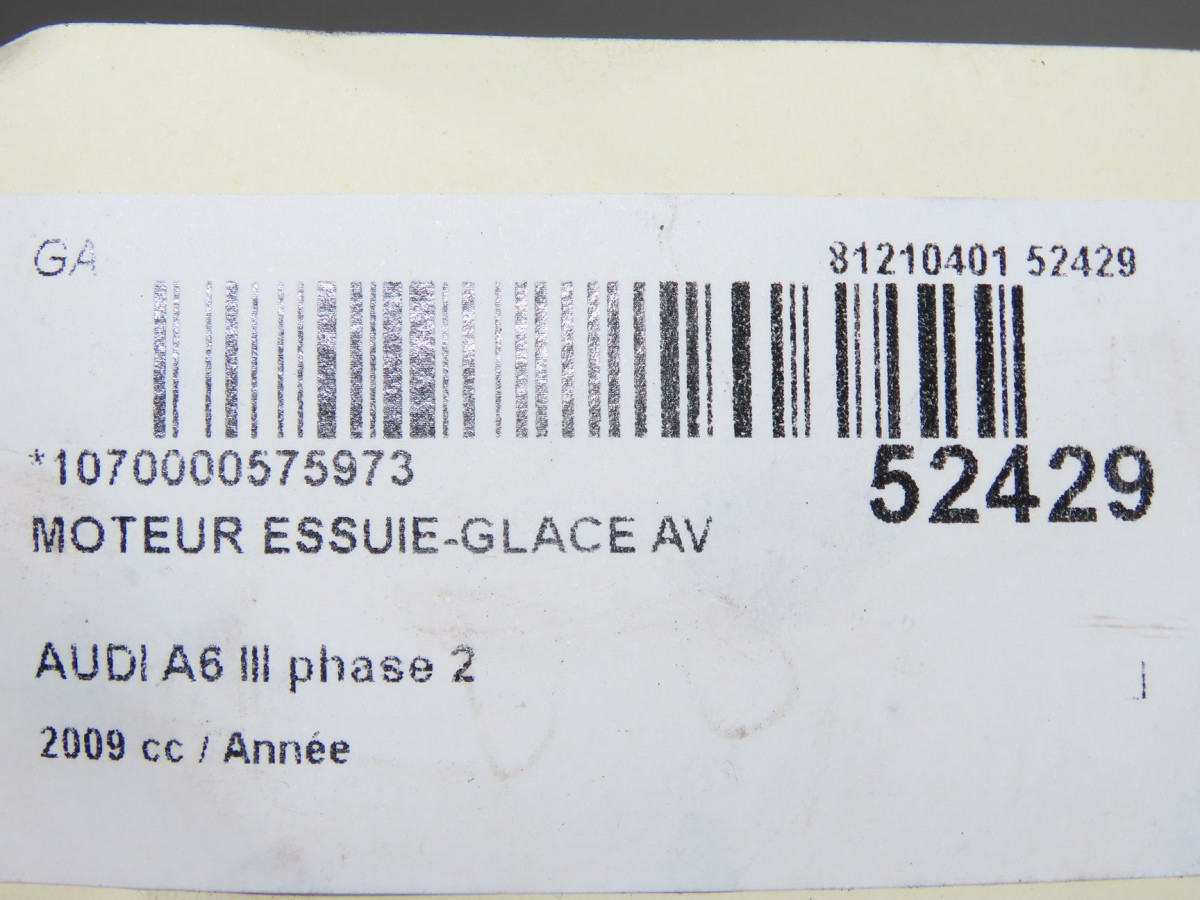 GA
81210401 52429
*1070000575973
52429
MOTEUR ESSUIE-GLACE AV
AUDI A6 III phase 2
2009 cc / Année